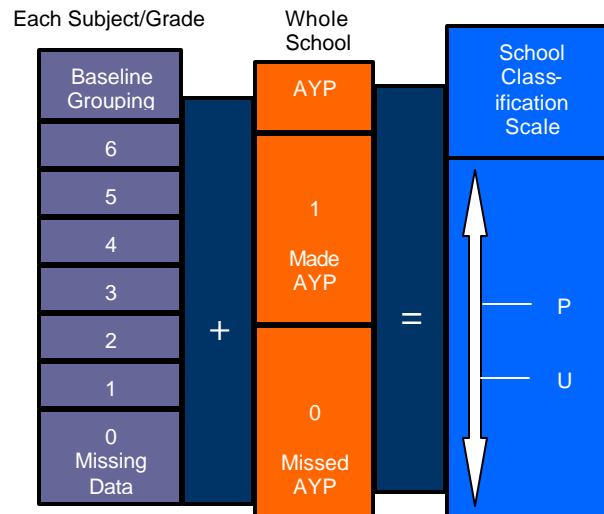 Each Subject/Grade
Baseline
Grouping
6
5
4
3
2
1
0
Missing
Data
+
Whole
School
AYP
1
Made
AYP
0
Missed
AYP
=
School
Class-
ification
Scale
P
U